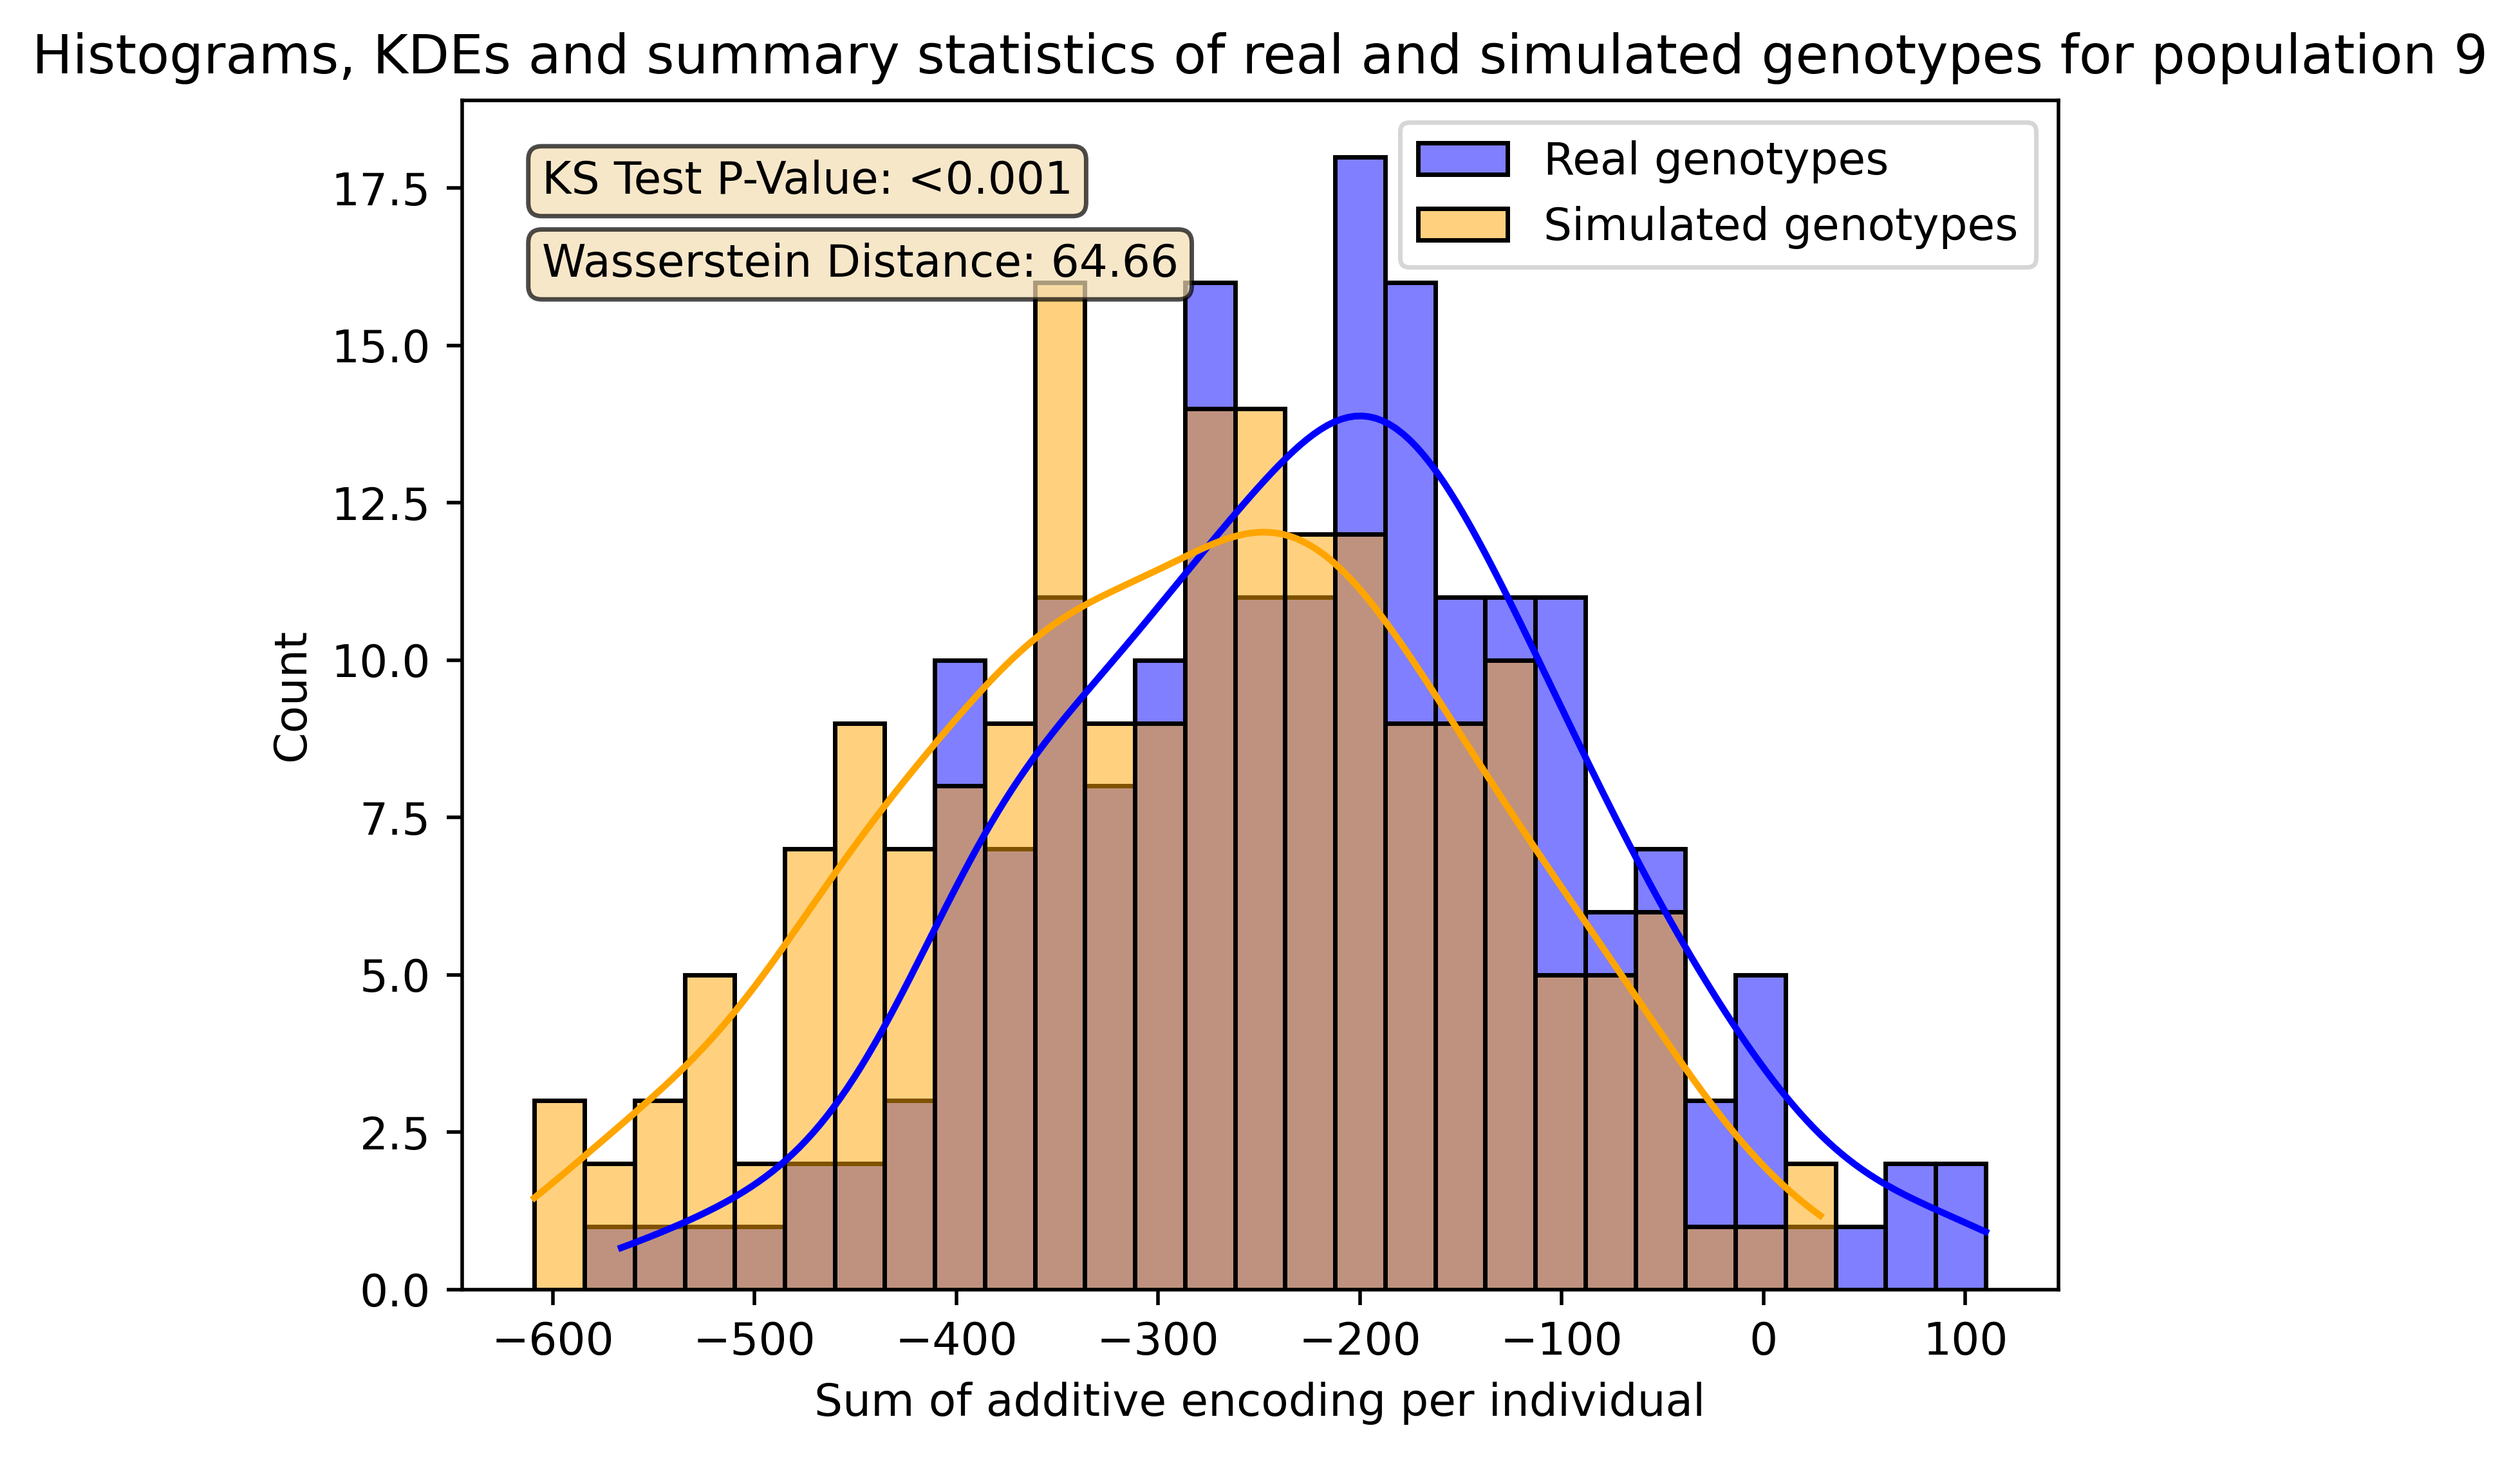 Histograms, KDEs and summary statistics of real and simulated genotypes for population 9
KS Test P-Value: <0.001
Wasserstein Distance: 64.66
Real genotypes
Simulated genotypes
17.5
15.0
12.5
10.0
7.5
5.0
2.5
0.0
Count
−600 −500 −400 −300 −200 −100 0 100
Sum of additive encoding per individual